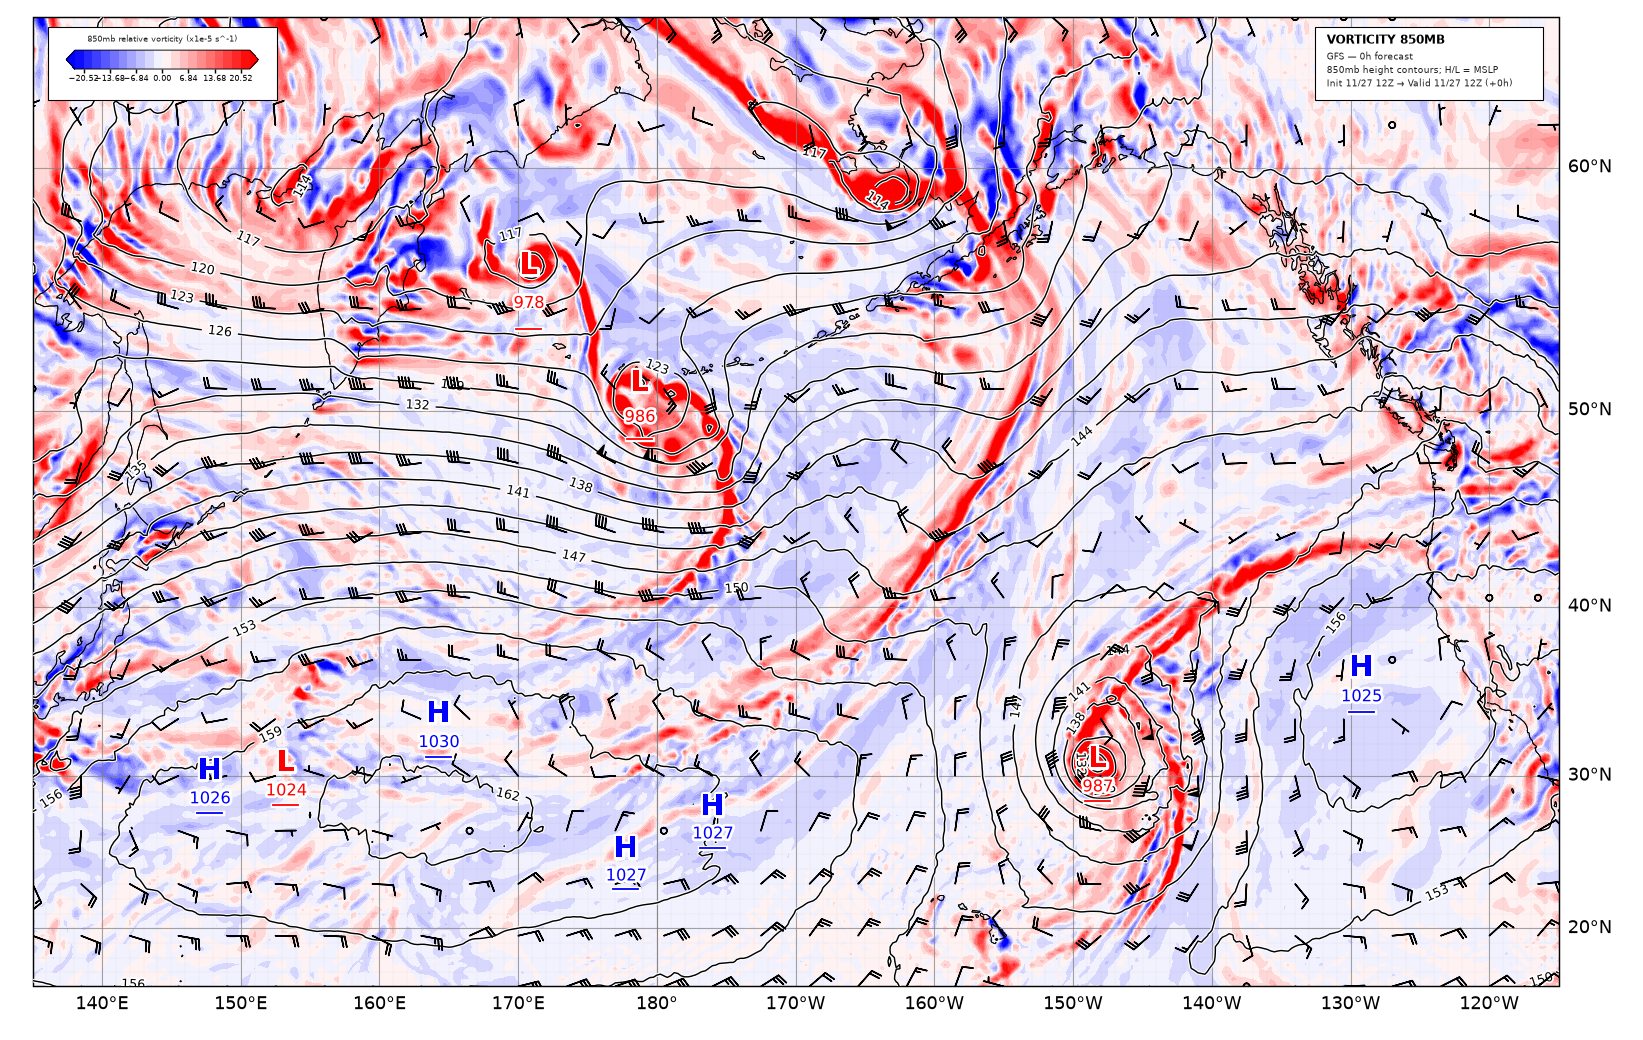 850mb relative vorticity (x1e-5 s^-1)
−20.52 −13.68 −6.84 0.00 6.84 13.68 20.52
VORTICITY 850MB
GFS — 0h forecast
850mb height contours; H/L = MSLP
Init 11/27 12Z → Valid 11/27 12Z (+0h)
117
114
60°N
114
117
117
120
L
978
123
126
123
L
986
132
50°N
144
135
138
141
147
150
40°N
153
156
144
H
1025
141
147
138
H
1030
159
L
1024
H
1026
L
987
30°N
156
162
H
1027
H
1027
153
20°N
156
150
140°E
150°E
160°E
170°E
180°
170°W
160°W
150°W
140°W
130°W
120°W